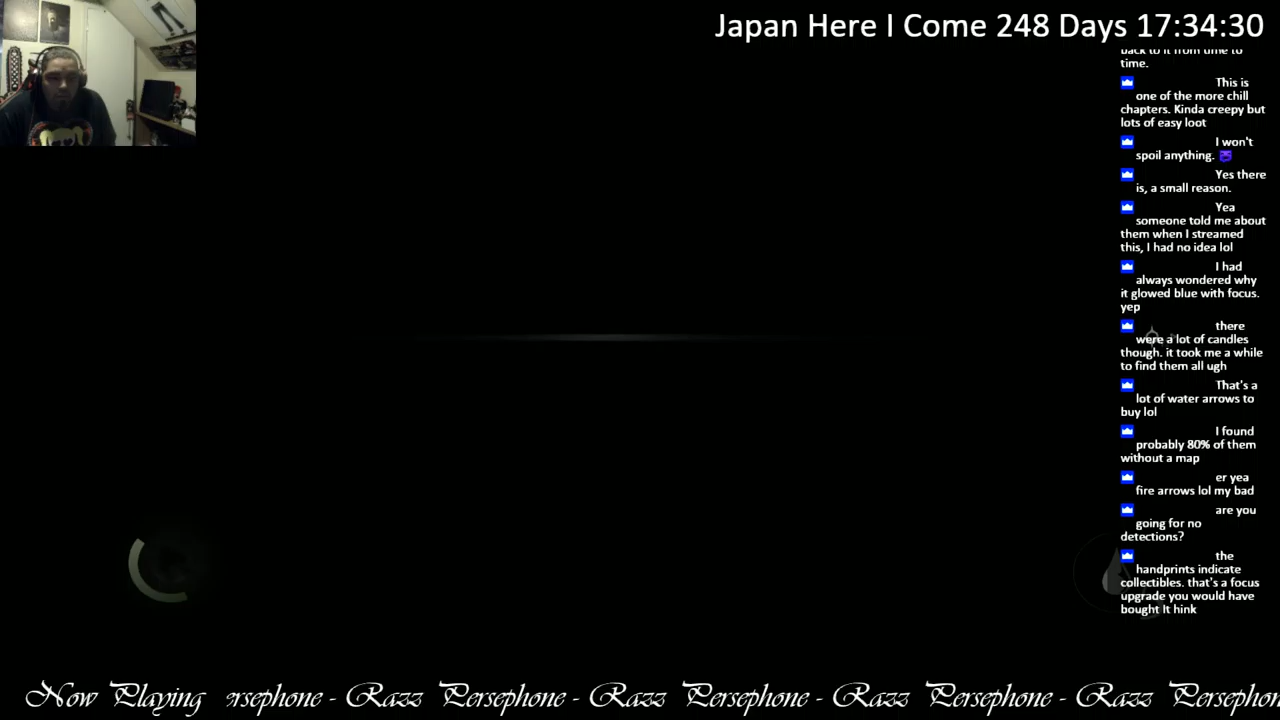 Japan Here I Come 248 Days 17:34:30
back to it from time to
time.
This is
one of the more chill
chapters. Kinda creepy but
lots of easy loot
I won't
spoil anything.
Yes there
is, a small reason.
Yea
someone told me about
them when I streamed
this, I had no idea lol
I had
always wondered why
it glowed blue with focus.
yep
there
were a lot of candles
though. it took me a while
to find them all ugh
That's a
lot of water arrows to
buy lol
I found
probably 80% of them
without a map
er yea
fire arrows lol my bad
are you
going for no
detections?
the
handprints indicate
collectibles. that's a focus
upgrade you would have
bought It hink
Now Playing ersephone - Razz Persephone - Razz Persephone - Razz Persephone - Razz Persephon